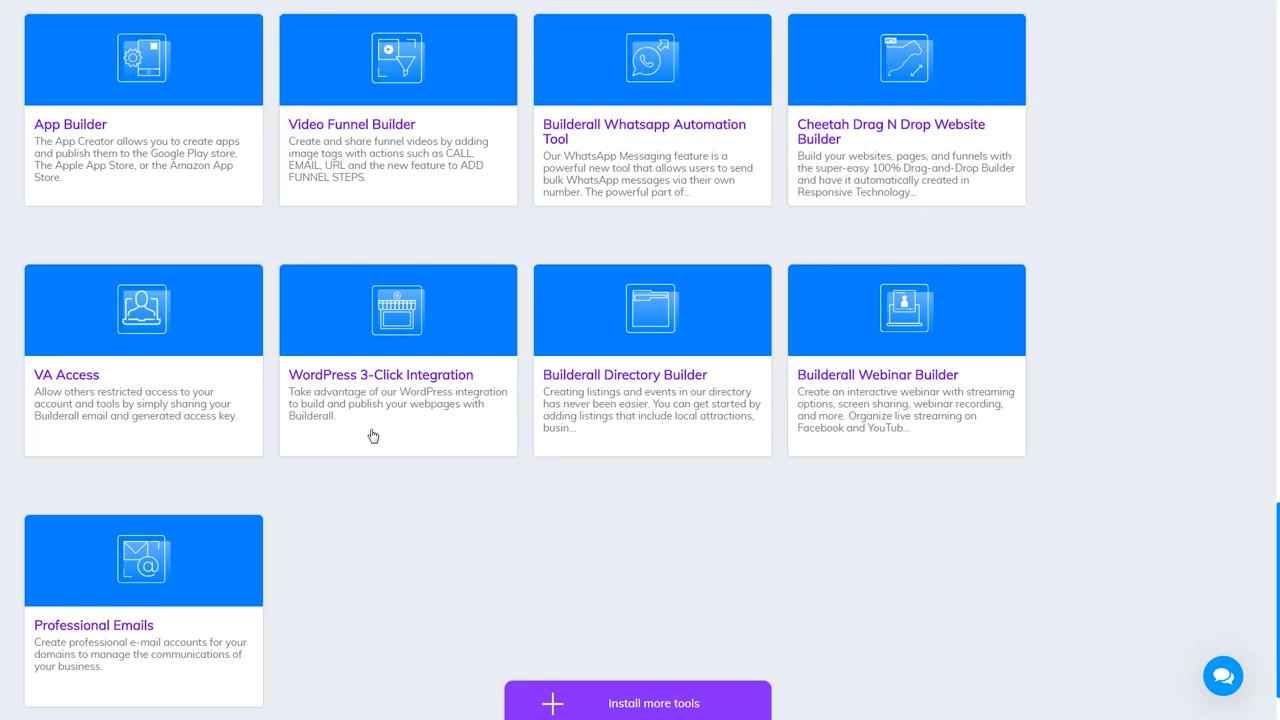 App Builder
The App Creator allows you to create apps
and publish them to the Google Play store,
The Apple App Store, or the Amazon App
Store.
Video Funnel Builder
Create and share funnel videos by adding
image tags with actions such as CALL,
EMAIL, URL and the new feature to ADD
FUNNEL STEPS.
Builderall Whatsapp Automation
Tool
Our WhatsApp Messaging feature is a
powerful new tool that allows users to send
bulk WhatsApp messages via their own
number. The powerful part of...
Cheetah Drag N Drop Website
Builder
Build your websites, pages, and funnels with
the super-easy 100% Drag-and-Drop Builder
and have it automatically created in
Responsive Technology...
VA Access
Allow others restricted access to your
account and tools by simply sharing your
Builderall email and generated access key.
WordPress 3-Click Integration
Take advantage of our WordPress integration
to build and publish your webpages with
Builderall.
Builderall Directory Builder
Creating listings and events in our directory
has never been easier. You can get started by
adding listings that include local attractions,
busin...
Builderall Webinar Builder
Create an interactive webinar with streaming
options, screen sharing, webinar recording,
and more. Organize live streaming on
Facebook and YouTub...
Professional Emails
Create professional e-mail accounts for your
domains to manage the communications of
your business.
Install more tools